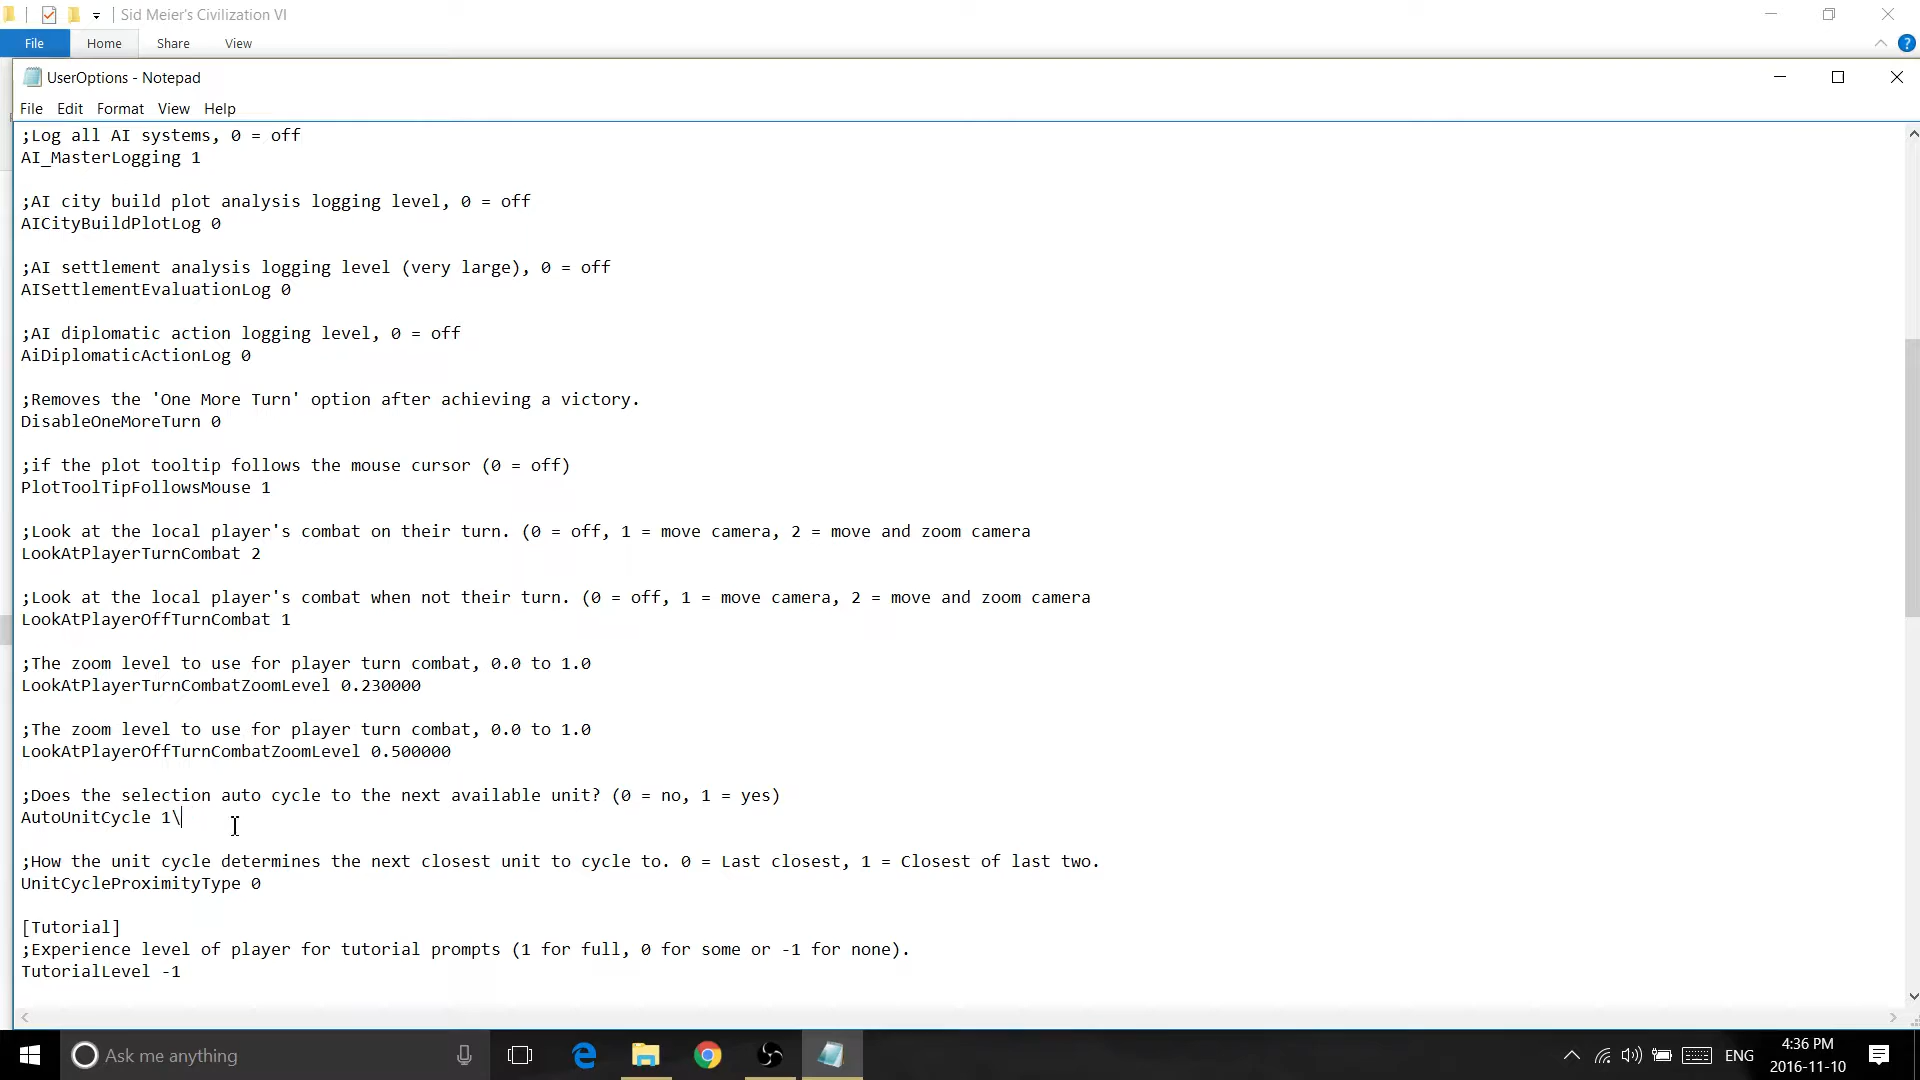 Sid Meier's Civilization VI
File Home Share View
UserOptions - Notepad
File Edit Format View Help
;Log all AI systems, 0 = off
AI_MasterLogging 1
;AI city build plot analysis logging level, 0 = off
AICityBuildPlotLog 0
;AI settlement analysis logging level (very large), 0 = off
AISettlementEvaluationLog 0
;AI diplomatic action logging level, 0 = off
AiDiplomaticActionLog 0
;Removes the 'One More Turn' option after achieving a victory.
DisableOneMoreTurn 0
;if the plot tooltip follows the mouse cursor (0 = off)
PlotToolTipFollowsMouse 1
;Look at the local player's combat on their turn. (0 = off, 1 = move camera, 2 = move and zoom camera
LookAtPlayerTurnCombat 2
;Look at the local player's combat when not their turn. (0 = off, 1 = move camera, 2 = move and zoom camera
LookAtPlayerOffTurnCombat 1
;The zoom level to use for player turn combat, 0.0 to 1.0
LookAtPlayerTurnCombatZoomLevel 0.230000
;The zoom level to use for player turn combat, 0.0 to 1.0
LookAtPlayerOffTurnCombatZoomLevel 0.500000
;Does the selection auto cycle to the next available unit? (0 = no, 1 = yes)
AutoUnitCycle 1\
;How the unit cycle determines the next closest unit to cycle to. 0 = Last closest, 1 = Closest of last two.
UnitCycleProximityType 0
[Tutorial]
;Experience level of player for tutorial prompts (1 for full, 0 for some or -1 for none).
TutorialLevel -1
Ask me anything
ENG
4:36 PM
2016-11-10